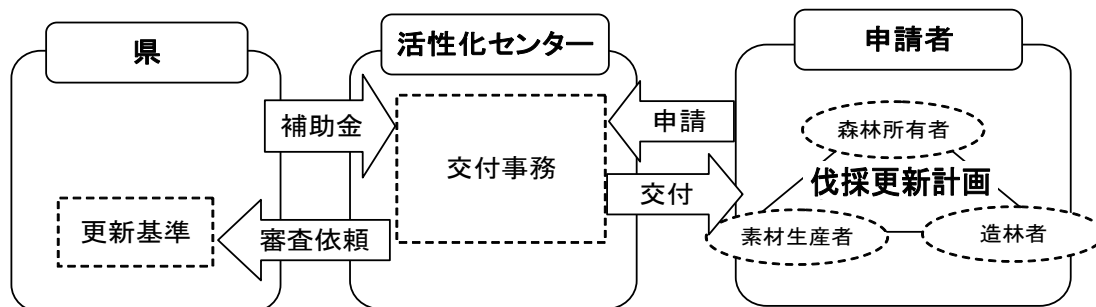 県
活性化センター
申請者
補助金
申請
森林所有者
交付事務
伐採更新計画
交付
更新基準
審査依頼
素材生産者
造林者